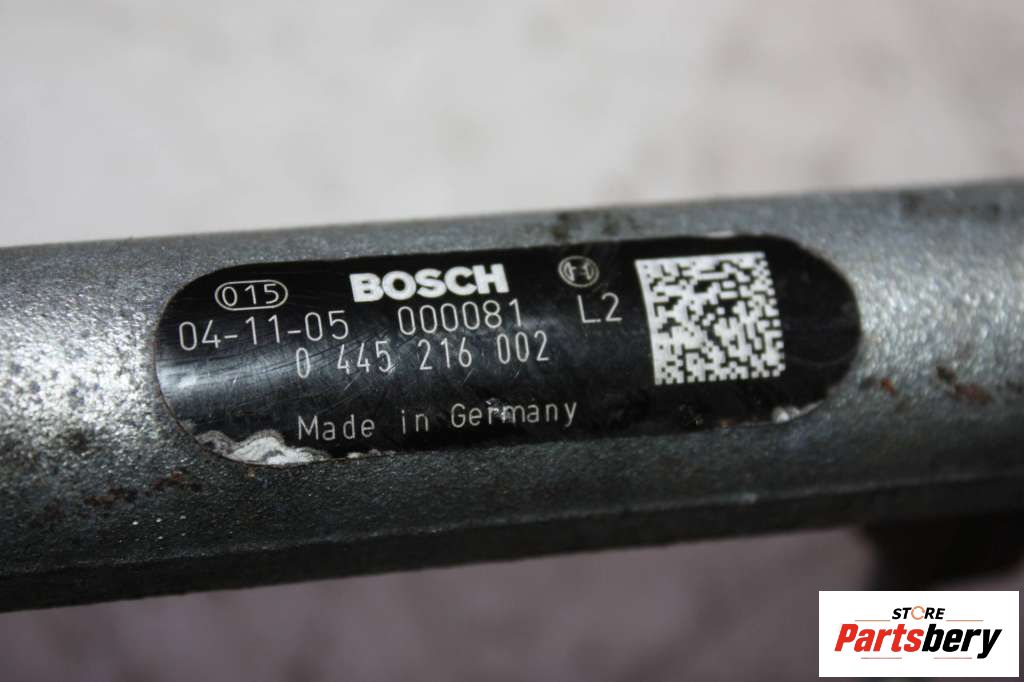 015 BOSCH
04-11-05 000081 L2
0 445 216 002
Made in Germany
STORE
Partsbery